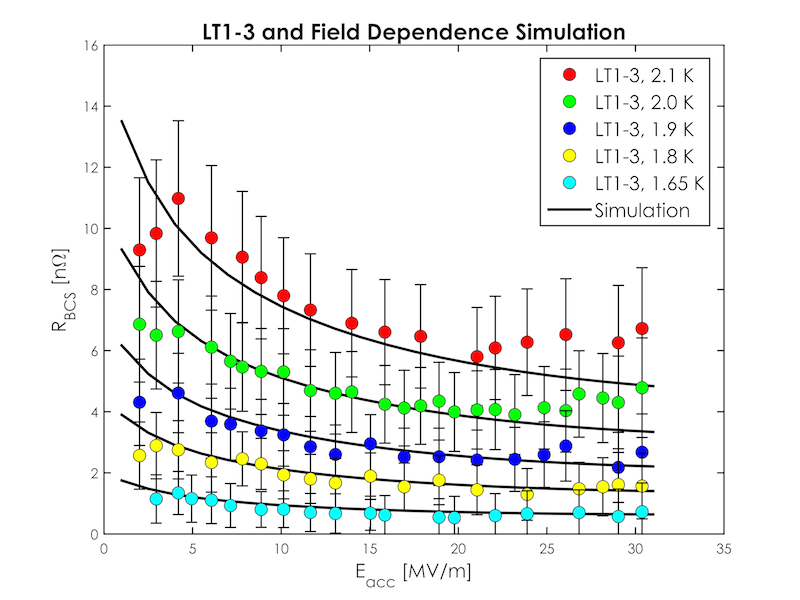 LT1-3 and Field Dependence Simulation
16
14
12
10
8
6
4
2
0
R_BCS [nΩ]
LT1-3, 2.1 K
LT1-3, 2.0 K
LT1-3, 1.9 K
LT1-3, 1.8 K
LT1-3, 1.65 K
Simulation
0 5 10 15 20 25 30 35
E_acc [MV/m]